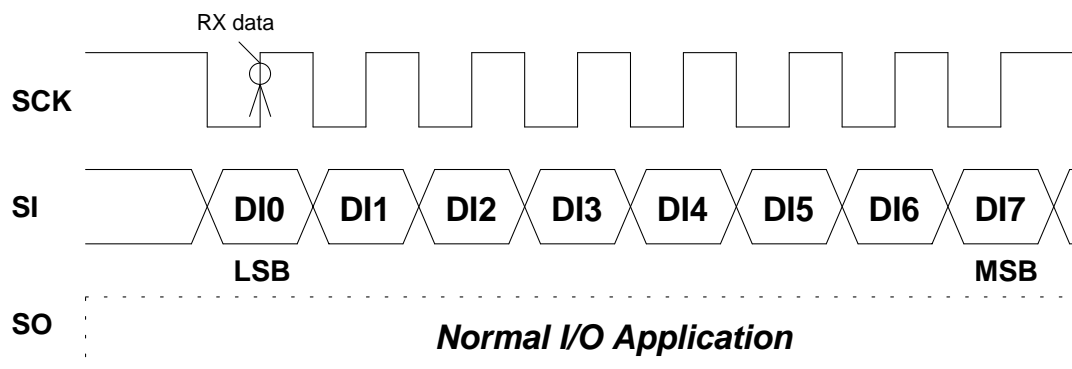 RX data
SCK
SI DI0 DI1 DI2 DI3 DI4 DI5 DI6 DI7
LSB MSB
SO Normal I/O Application